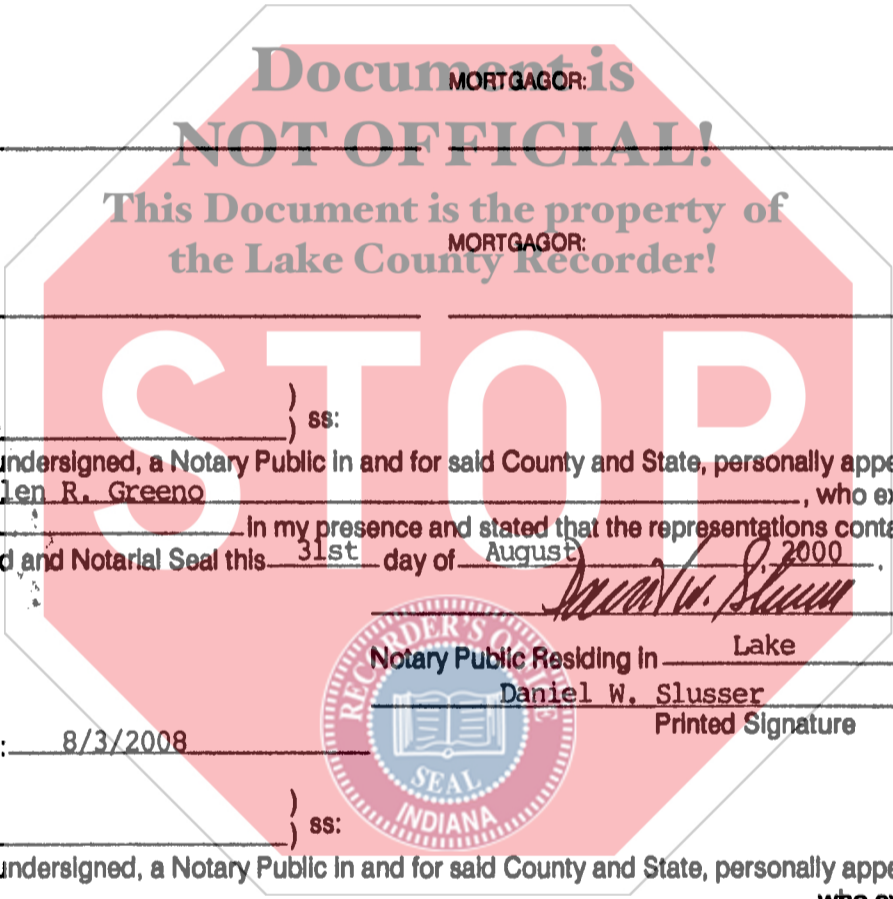 Document is
MORTGAGOR:
NOT OFFICIAL!
This Document is the property of
MORTGAGOR:
the Lake County Recorder!
STOP
) ss:
)
undersigned, a Notary Public in and for said County and State, personally appe
len R. Greeno, who ex
in my presence and stated that the representations conta
d and Notarial Seal this 31st day of August, 2000.
Daniel W. Slusser
Notary Public Residing in Lake
Daniel W. Slusser
Printed Signature
: 8/3/2008
RECORDER'S OFFICE
SEAL
INDIANA
) ss:
)
undersigned, a Notary Public in and for said County and State, personally appe
who ex